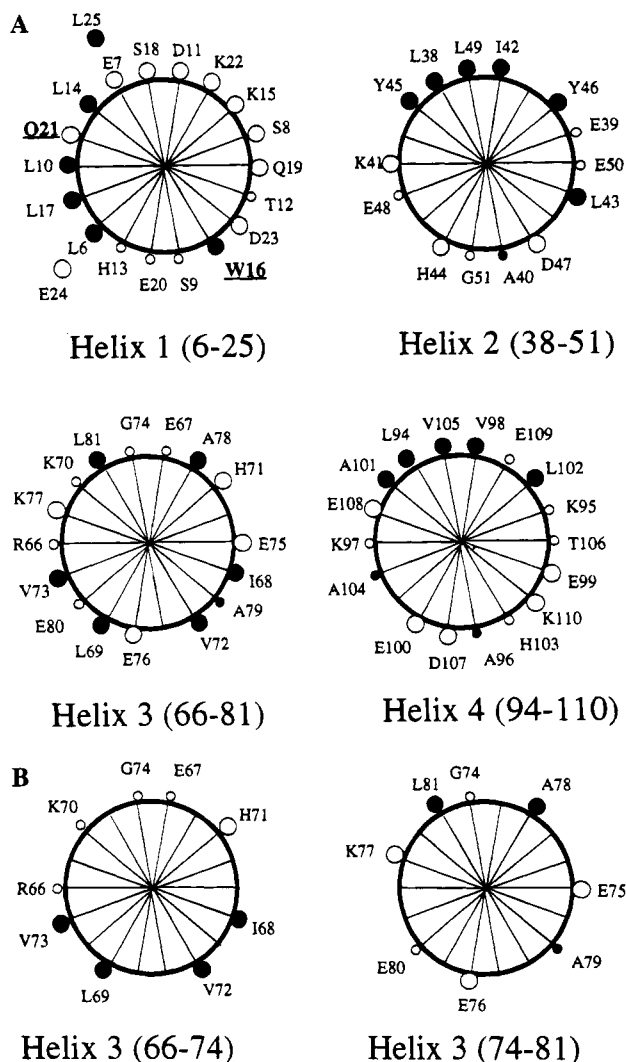 A
L25
E7 S18 D11 K22
L14 K15
Q21 S8
L10 Q19
L17 T12
L6 D23
E24 H13 E20 S9 W16
Helix 1 (6-25)
L38 L49 I42
Y45 Y46
E39
K41 E50
E48 L43
H44 G51 A40 D47
Helix 2 (38-51)
L81 G74 E67 A78
K70 H71
K77
R66 E75
V73 I68
E80 A79
L69 E76 V72
Helix 3 (66-81)
L94 V105 V98 E109
A101 L102
E108 K95
K97 T106
A104 E99
K110
E100 D107 A96 H103
Helix 4 (94-110)
B
G74 E67
K70 H71
R66
V73 I68
L69 V72
Helix 3 (66-74)
L81 G74 A78
K77
E75
E80 A79
E76
Helix 3 (74-81)